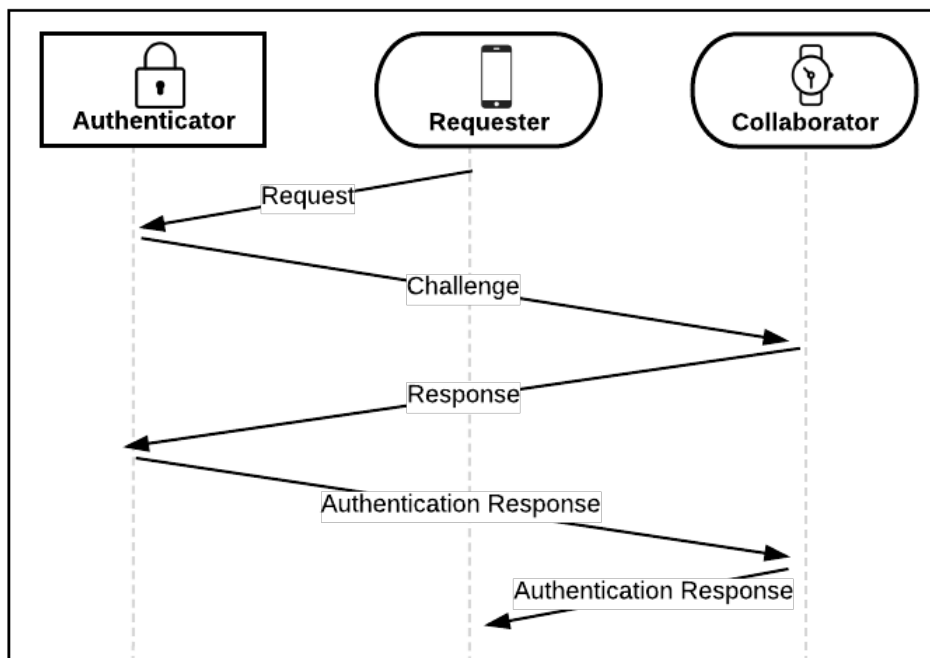 Authenticator
Requester
Collaborator
Request
Challenge
Response
Authentication Response
Authentication Response